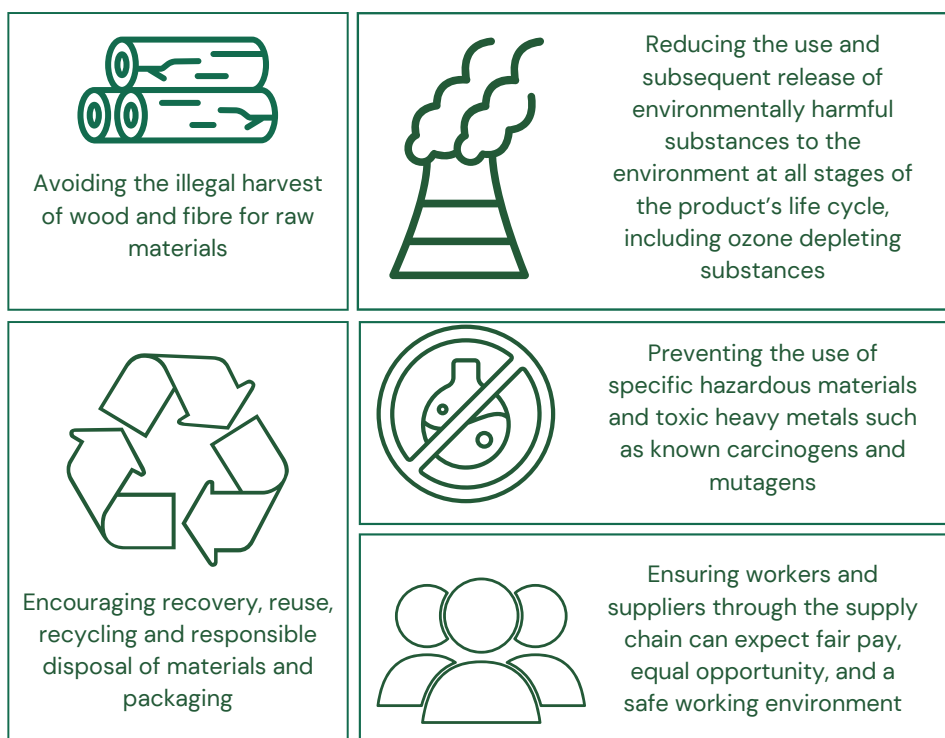 Avoiding the illegal harvest
of wood and fibre for raw
materials
Reducing the use and
subsequent release of
environmentally harmful
substances to the
environment at all stages of
the product’s life cycle,
including ozone depleting
substances
Encouraging recovery, reuse,
recycling and responsible
disposal of materials and
packaging
Preventing the use of
specific hazardous materials
and toxic heavy metals such
as known carcinogens and
mutagens
Ensuring workers and
suppliers through the supply
chain can expect fair pay,
equal opportunity, and a
safe working environment